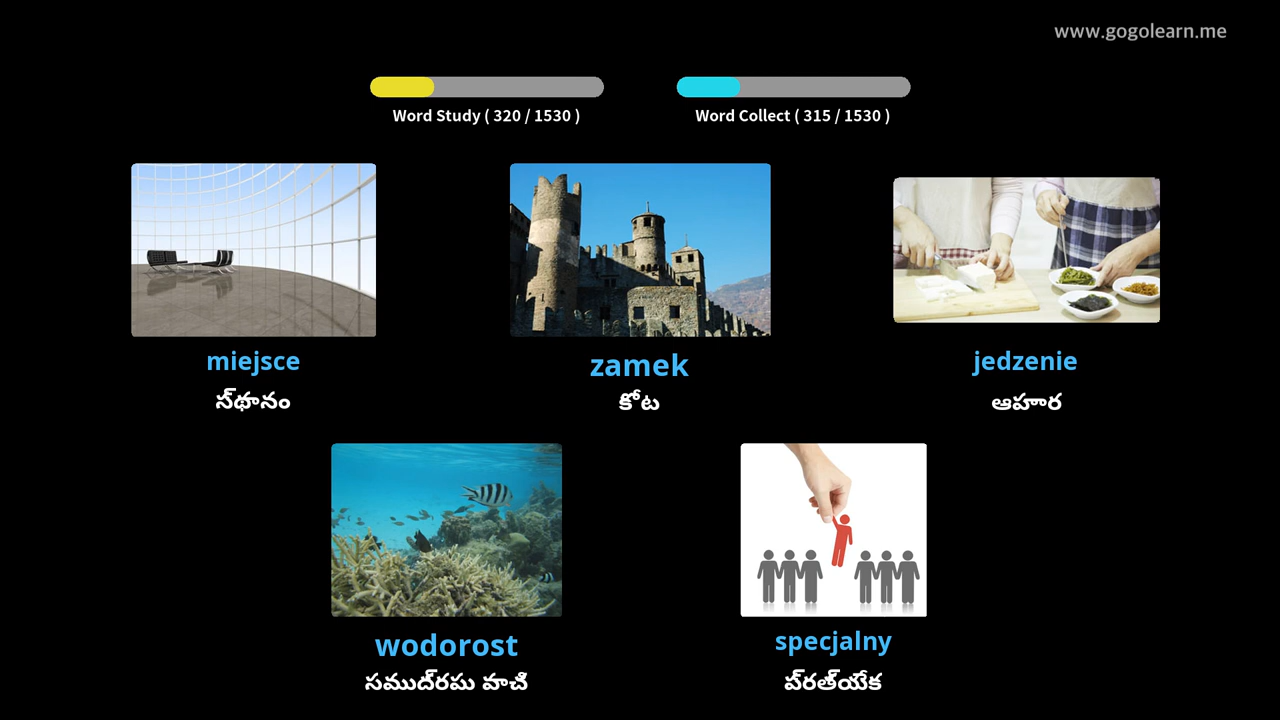 www.gogolearn.me
Word Study ( 320 / 1530 )
Word Collect ( 315 / 1530 )
miejsce
zamek
jedzenie
స్‌థానం
కోట
ఆహార
wodorost
specjalny
సముద్‌రపు పాచి
ప్‌రత్‌యేక